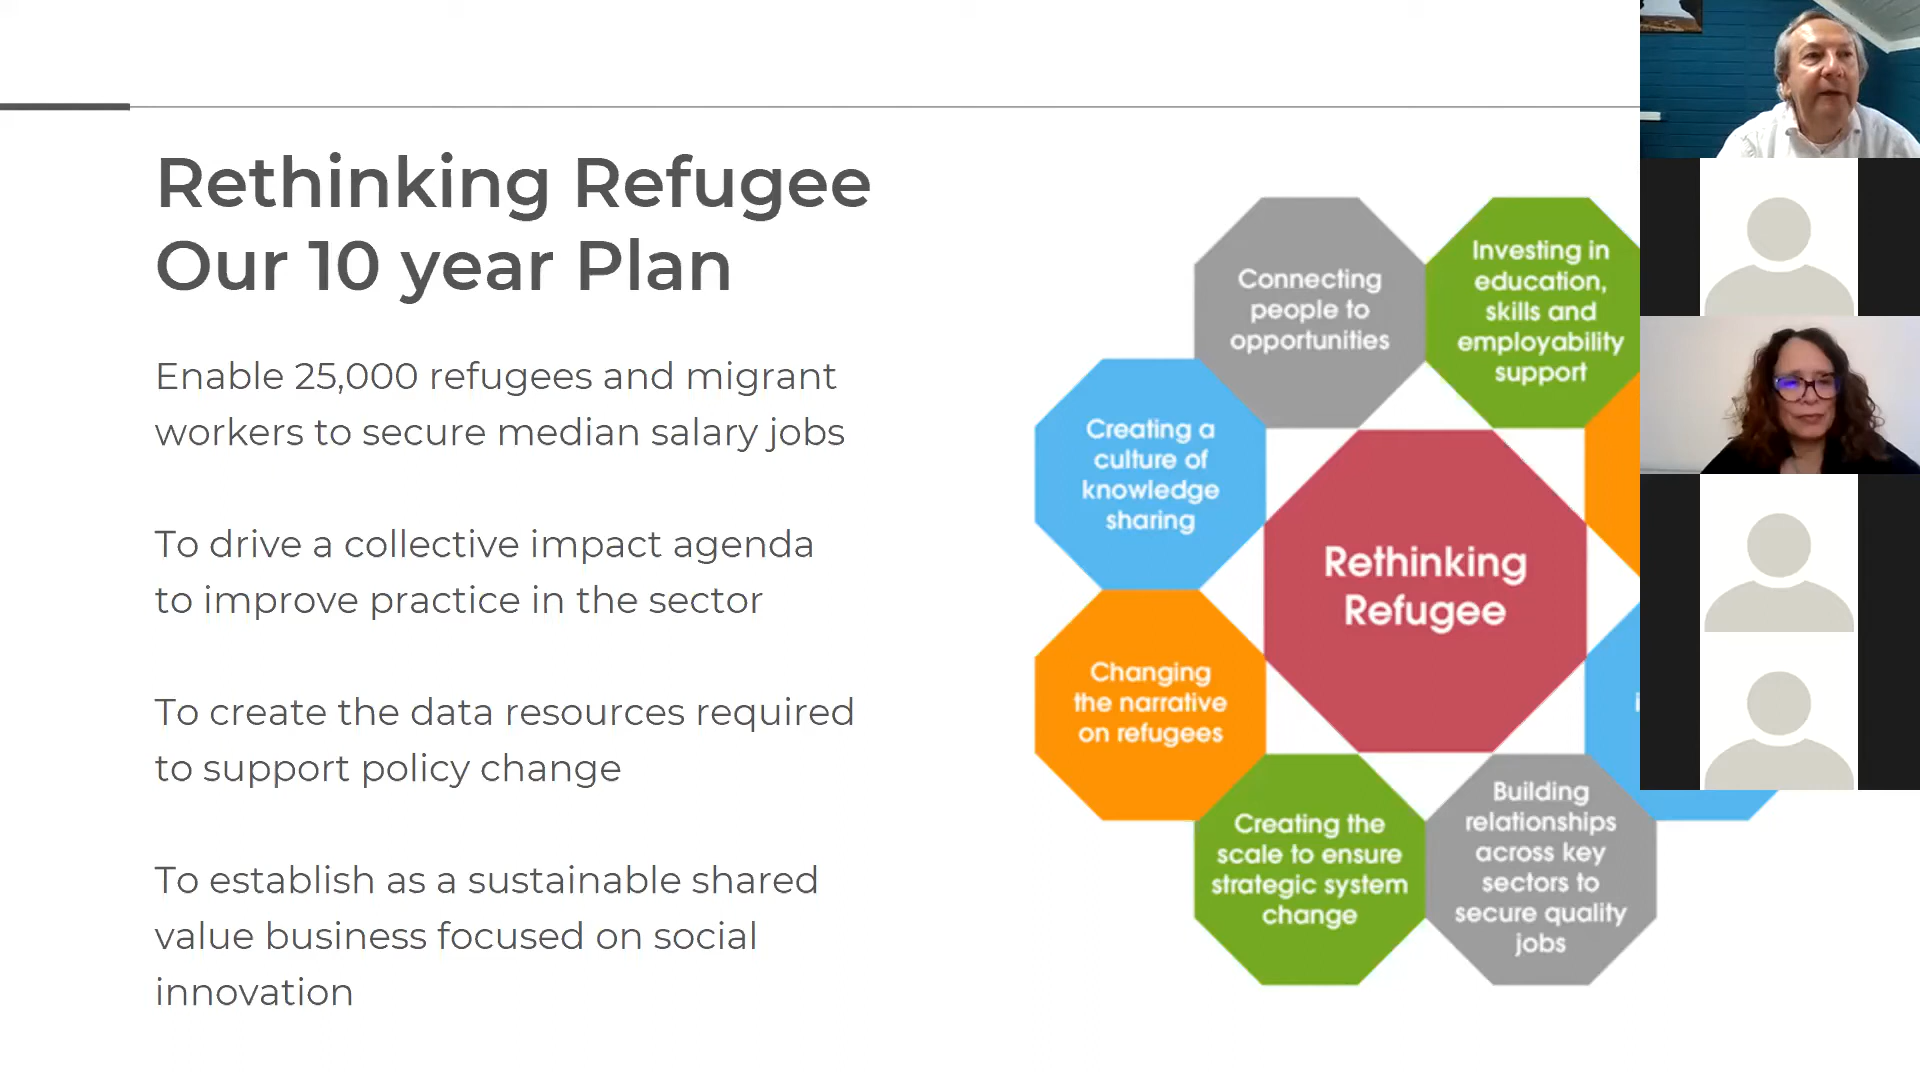 Rethinking Refugee
Our 10 year Plan
Enable 25,000 refugees and migrant
workers to secure median salary jobs
To drive a collective impact agenda
to improve practice in the sector
To create the data resources required
to support policy change
To establish as a sustainable shared
value business focused on social
innovation
Connecting
people to
opportunities
Investing in
education,
skills and
employability
support
Creating a
culture of
knowledge
sharing
Rethinking
Refugee
Changing
the narrative
on refugees
Creating the
scale to ensure
strategic system
change
Building
relationships
across key
sectors to
secure quality
jobs